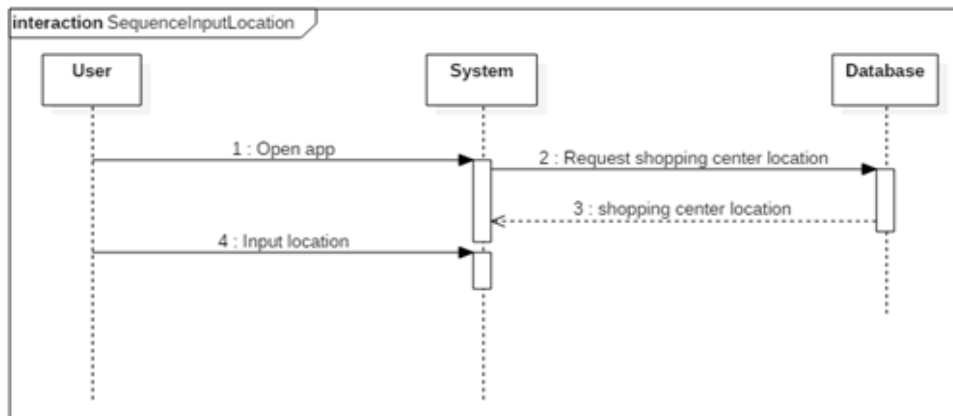 interaction SequenceInputLocation
User
System
Database
1 : Open app
2 : Request shopping center location
3 : shopping center location
4 : Input location